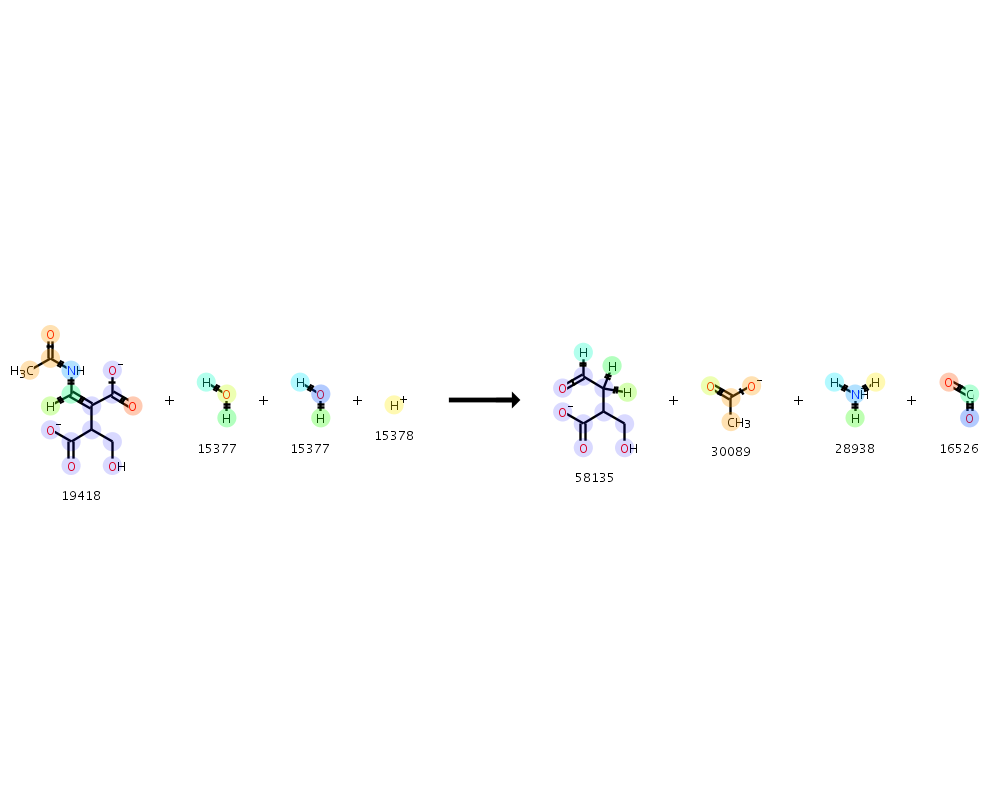 O
H₃C
NH
O⁻
H
O
O⁻
O
OH
19418
+
H
O
H
15377
+
H
O
H
15377
+
H⁺
15378
H
H
O
H
O⁻
O
OH
58135
+
O
O⁻
CH₃
30089
+
H
H
NH
H
28938
+
O
C
O
16526